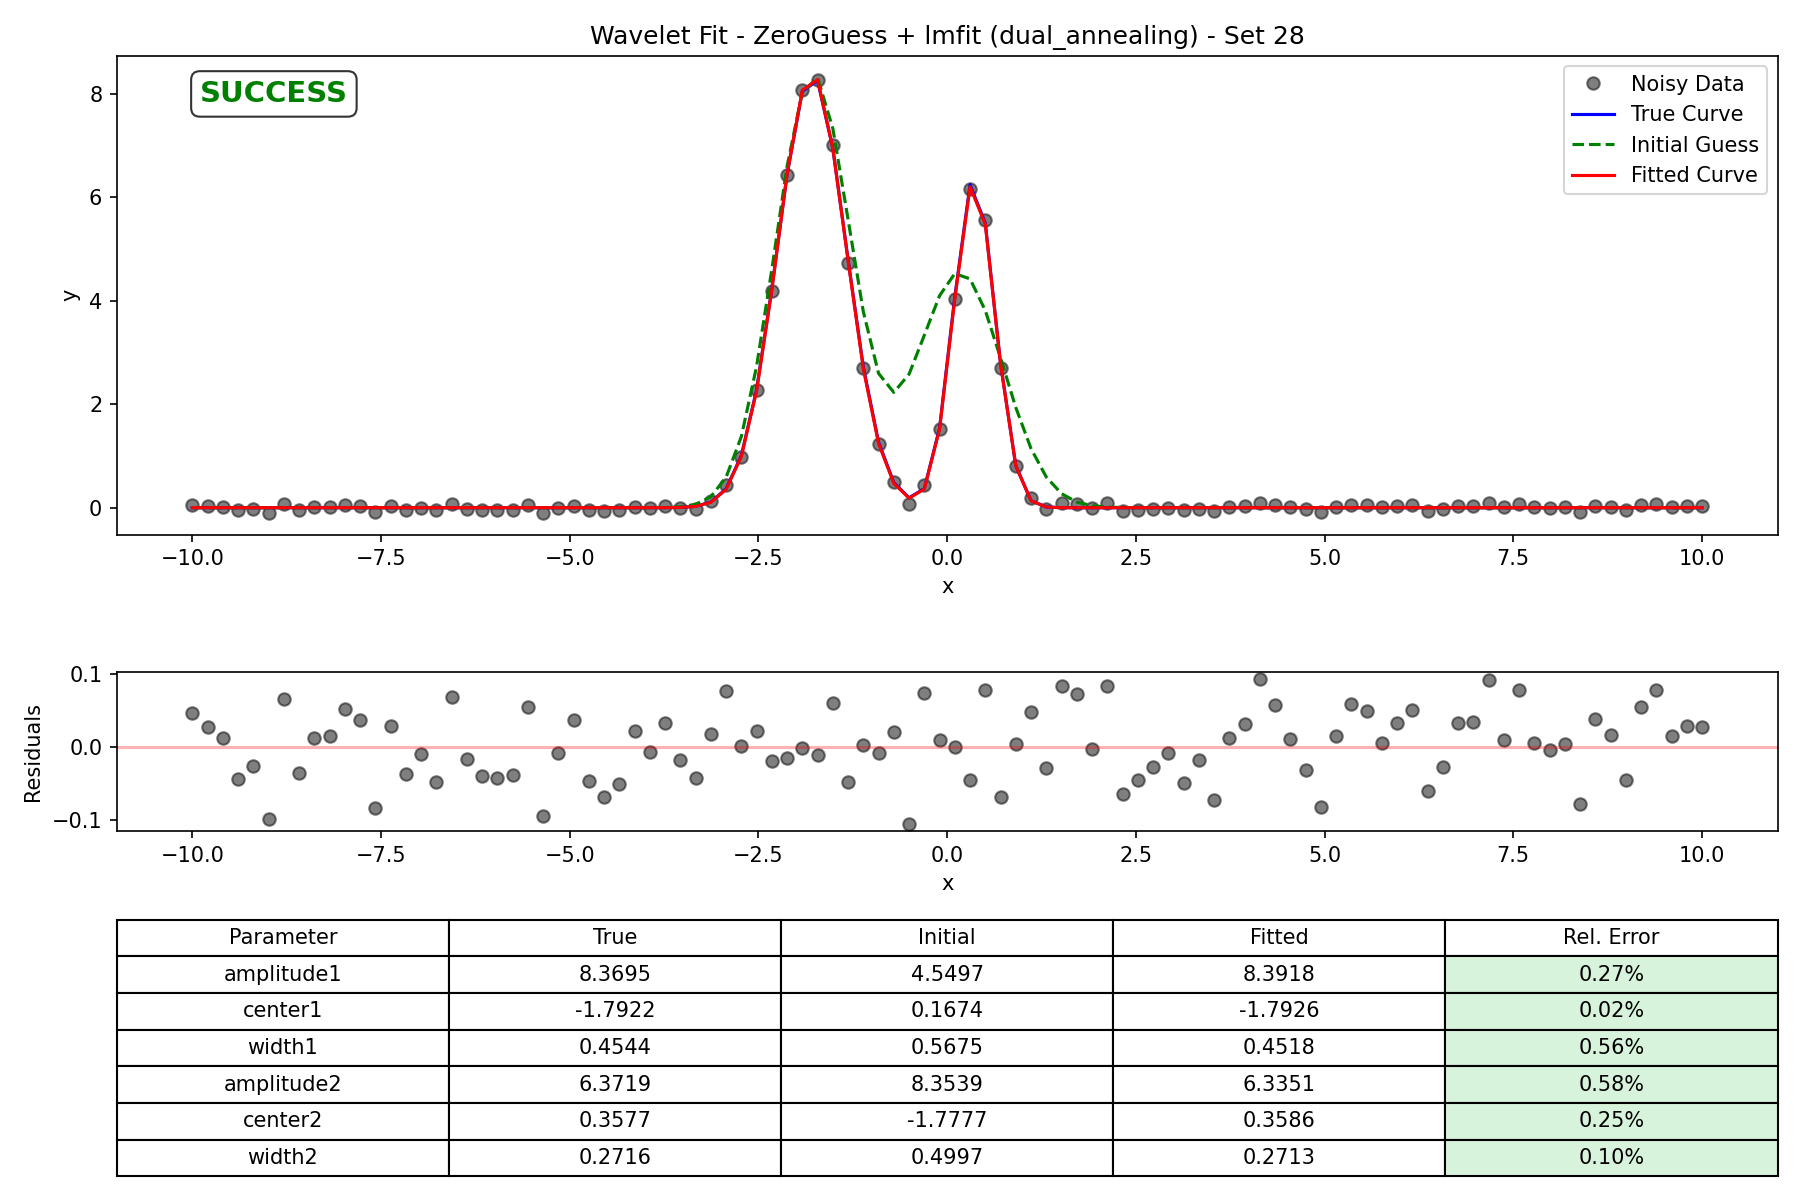 Wavelet Fit - ZeroGuess + lmfit (dual_annealing) - Set 28
SUCCESS
Noisy Data
True Curve
Initial Guess
Fitted Curve
y
8
6
4
2
0
−10.0 −7.5 −5.0 −2.5 0.0 2.5 5.0 7.5 10.0
x
Residuals
0.1
0.0
−0.1
−10.0 −7.5 −5.0 −2.5 0.0 2.5 5.0 7.5 10.0
x
Parameter True Initial Fitted Rel. Error
amplitude1 8.3695 4.5497 8.3918 0.27%
center1 -1.7922 0.1674 -1.7926 0.02%
width1 0.4544 0.5675 0.4518 0.56%
amplitude2 6.3719 8.3539 6.3351 0.58%
center2 0.3577 -1.7777 0.3586 0.25%
width2 0.2716 0.4997 0.2713 0.10%